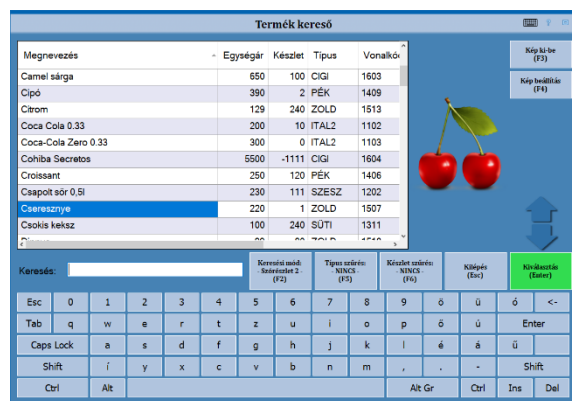 Termék kereső
Megnevezés Egységár Készlet Típus Vonalkó
Camel sárga 650 100 CIGI 1603
Cipó 390 2 PÉK 1409
Citrom 129 240 ZOLD 1513
Coca Cola 0.33 200 10 ITAL2 1102
Coca-Cola Zero 0.33 300 0 ITAL2 1103
Cohiba Secretos 5500 -1111 CIGI 1604
Croissant 250 120 PÉK 1406
Csapolt sör 0,5l 230 111 SZESZ 1202
Cseresznye 220 1 ZOLD 1507
Csokis keksz 100 240 SÜTI 1311
Kép ki-be
(F3)
Kép beállítás
(F4)
Keresés:
Keresési mód:
- Szórészlet 2 -
(F2)
Típus szűrés:
- NINCS -
(F5)
Készlet szűrés:
- NINCS -
(F6)
Kilépés
(Esc)
Kiválasztás
(Enter)
Esc 0 1 2 3 4 5 6 7 8 9 ö ü ó <-
Tab q w e r t z u i o p ő ú Enter
Caps Lock a s d f g h j k l é á ű
Shift í y x c v b n m , . - Shift
Ctrl Alt Alt Gr Ctrl Ins Del